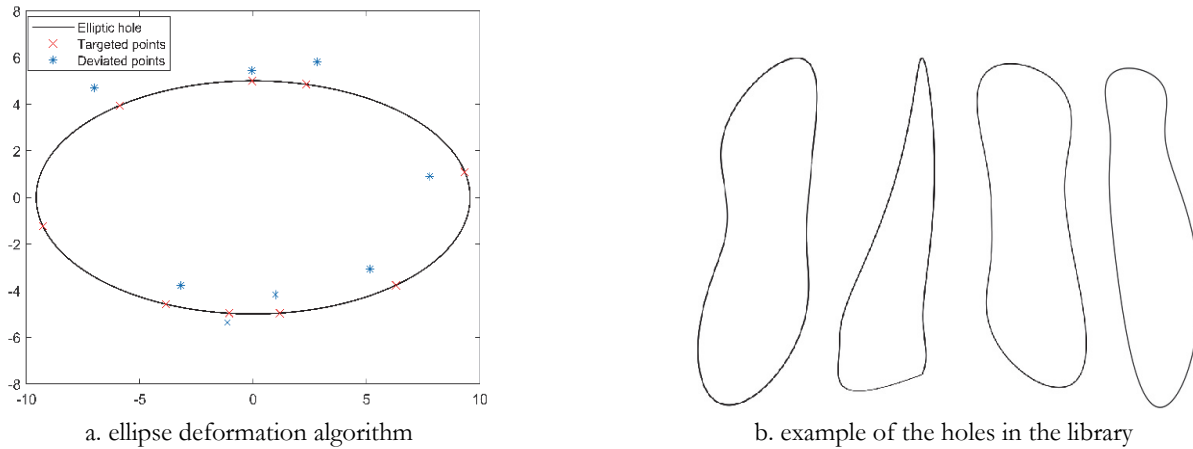 8
6
4
2
0
-2
-4
-6
-8
-10
-5
0
5
10
Elliptic hole
Targeted points
Deviated points
a. ellipse deformation algorithm
b. example of the holes in the library